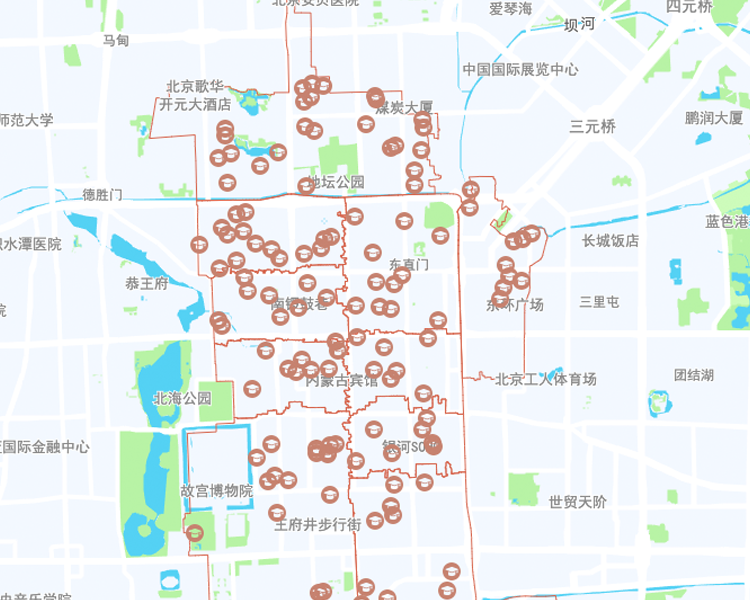 北京安贞医院
爱琴海
四元桥
坝河
马甸
中国国际展览中心
北京歌华
开元大酒店
煤炭大厦
师范大学
三元桥
鹏润大厦
地坛公园
德胜门
蓝色港
积水潭医院
长城饭店
东直门
恭王府
院
南锣鼓巷
东环广场
三里屯
内蒙古宾馆
北京工人体育场
团结湖
北海公园
国际金融中心
银河SO
故宫博物院
世贸天阶
王府井步行街
央音乐学院